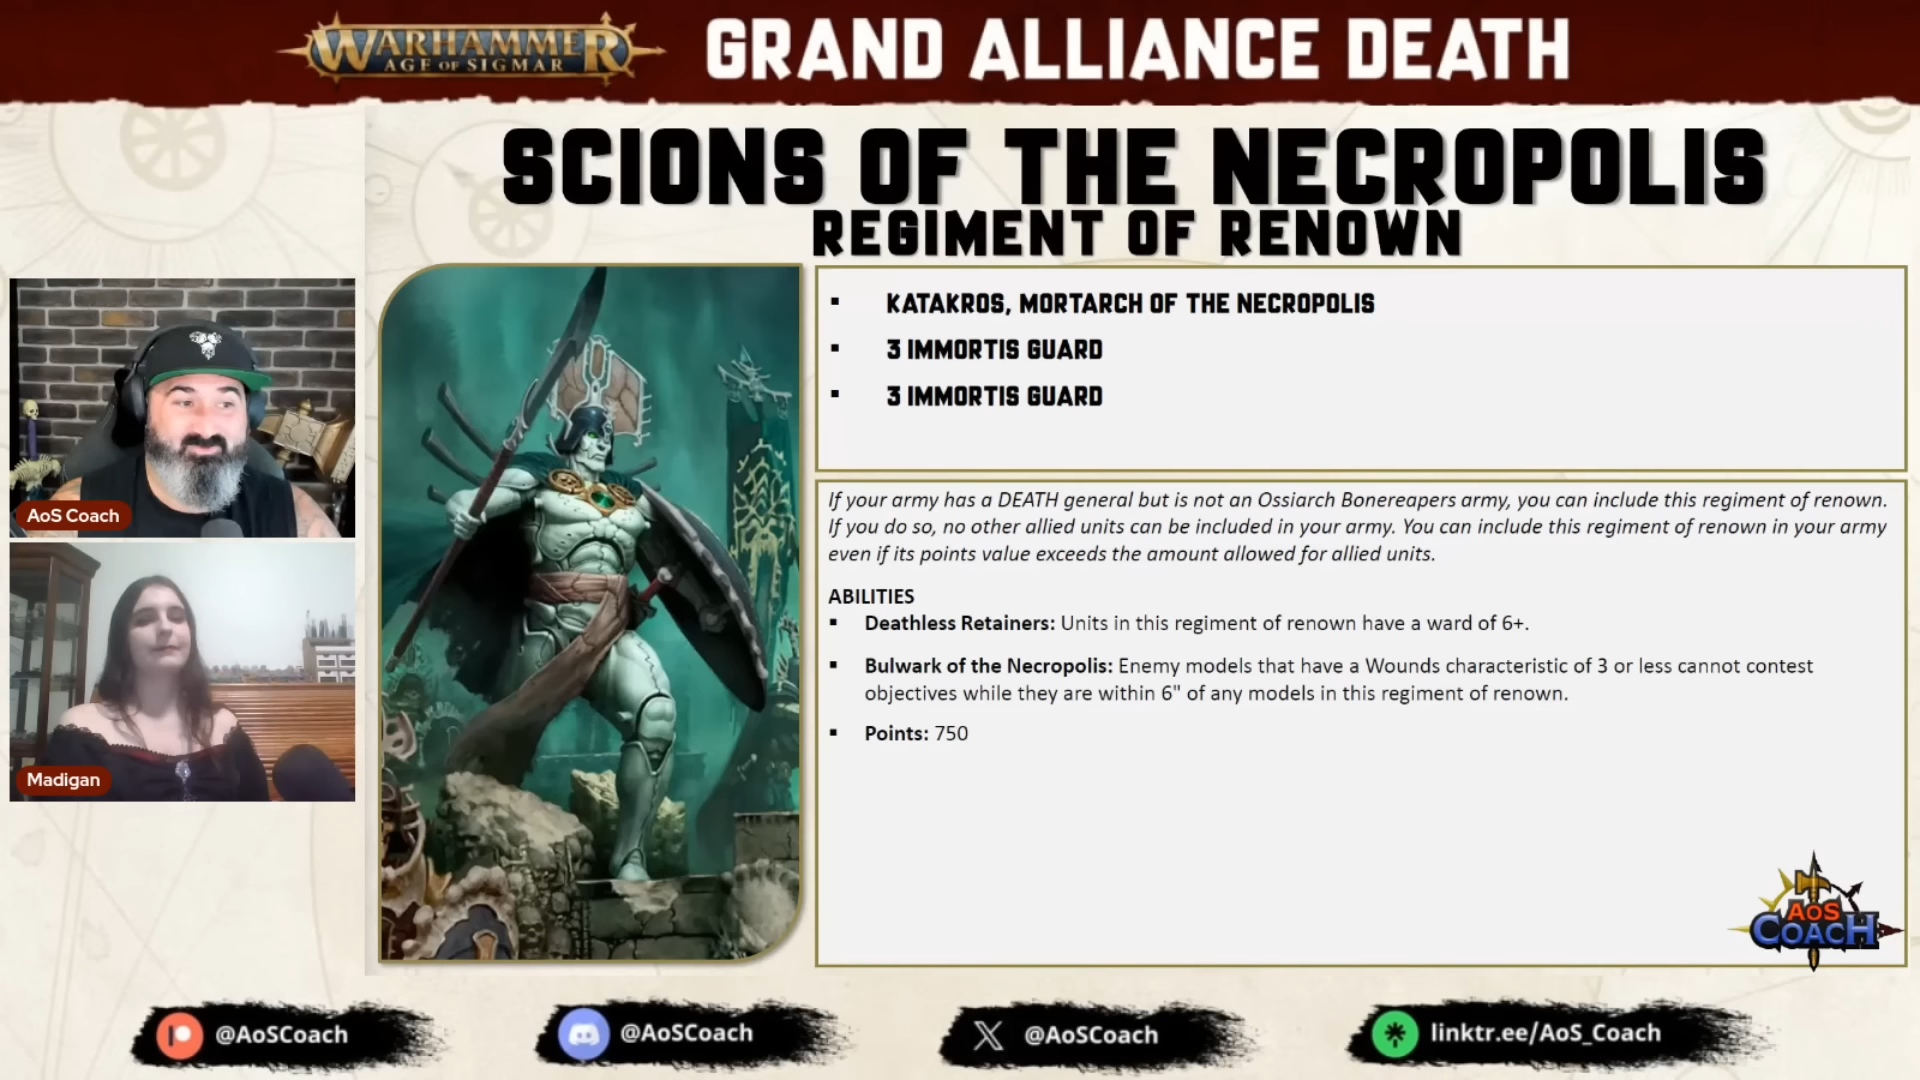 WARHAMMER
AGE OF SIGMAR
GRAND ALLIANCE DEATH
SCIONS OF THE NECROPOLIS
REGIMENT OF RENOWN
▪ KATAKROS, MORTARCH OF THE NECROPOLIS
▪ 3 IMMORTIS GUARD
▪ 3 IMMORTIS GUARD
If your army has a DEATH general but is not an Ossiarch Bonereapers army, you can include this regiment of renown.
If you do so, no other allied units can be included in your army. You can include this regiment of renown in your army
even if its points value exceeds the amount allowed for allied units.
ABILITIES
▪ Deathless Retainers: Units in this regiment of renown have a ward of 6+.
▪ Bulwark of the Necropolis: Enemy models that have a Wounds characteristic of 3 or less cannot contest
objectives while they are within 6" of any models in this regiment of renown.
▪ Points: 750
AoS Coach
Madigan
AoS
COACH
@AoSCoach
@AoSCoach
@AoSCoach
linktr.ee/AoS_Coach